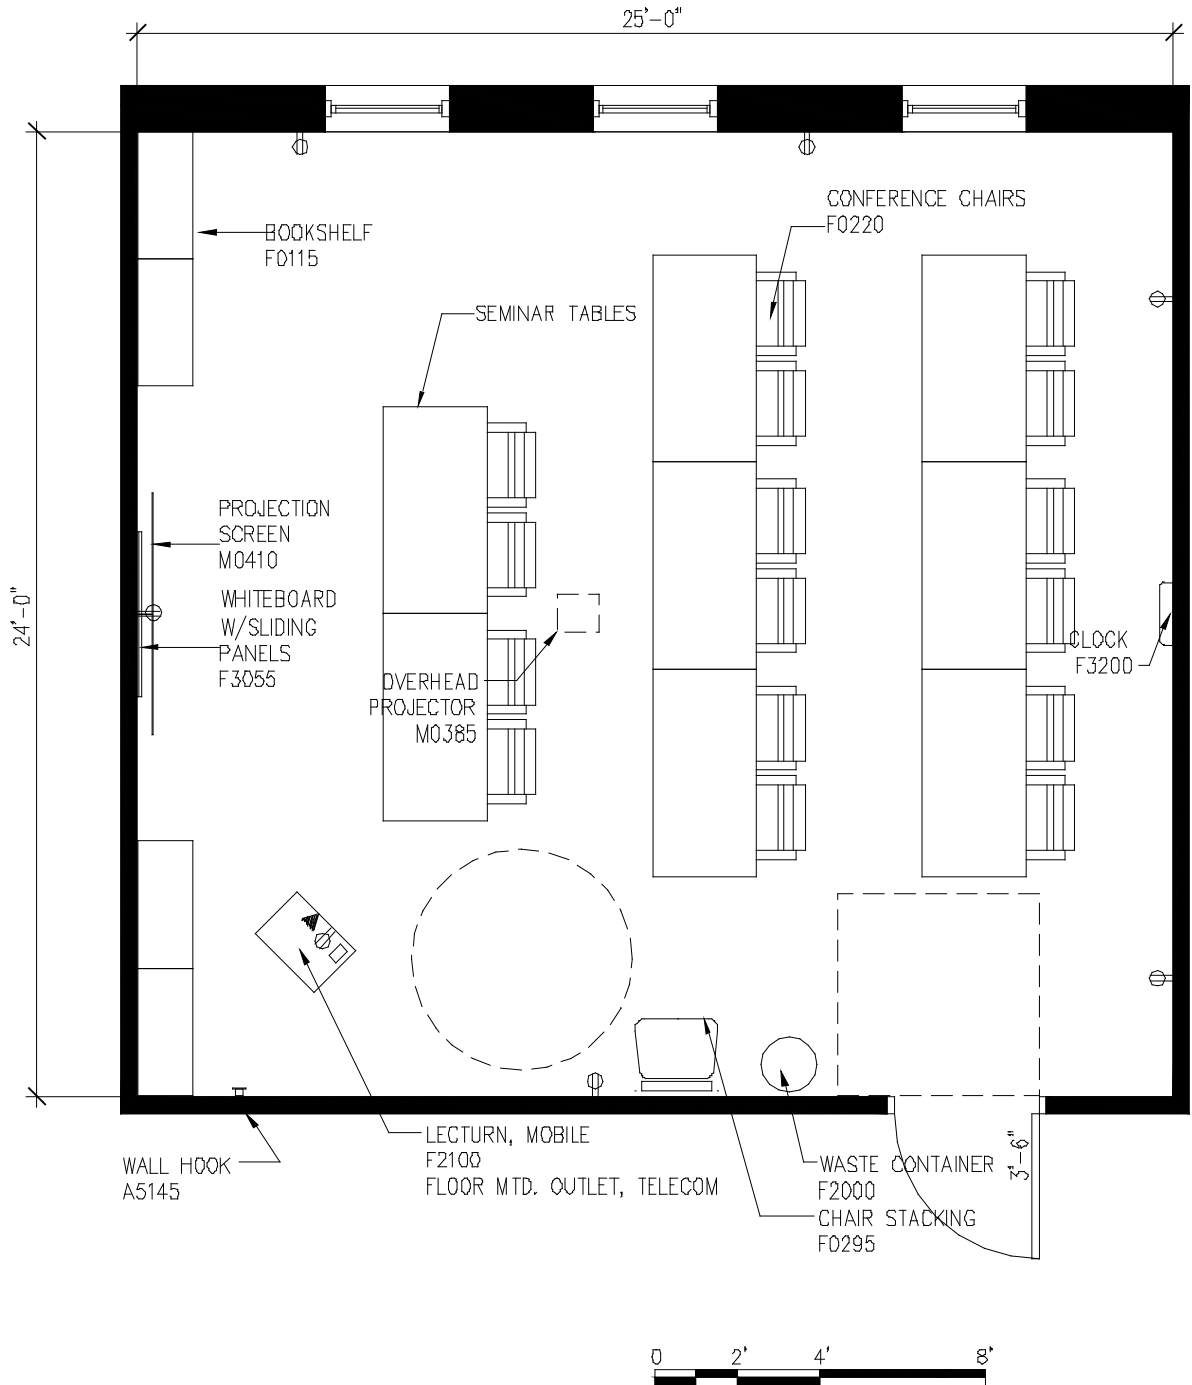 25'-0"
CONFERENCE CHAIRS
F0220
BOOKSHELF
F0115
SEMINAR TABLES
PROJECTION
SCREEN
M0410
24'-0"
WHITEBOARD
W/SLIDING
PANELS
F3055
CLOCK
F3200
OVERHEAD
PROJECTOR
M0385
LECTURN, MOBILE
F2100
FLOOR MTD. OUTLET, TELECOM
WALL HOOK
A5145
3'-6"
WASTE CONTAINER
F2000
CHAIR STACKING
F0295
0 2' 4' 8'